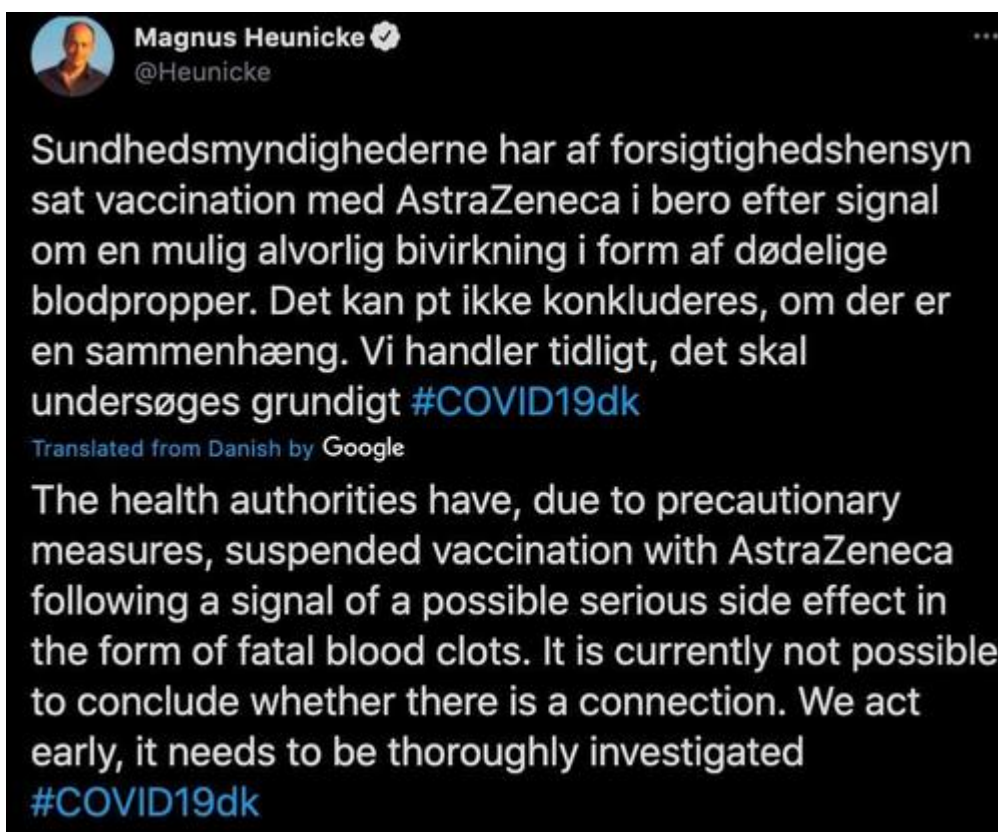 Magnus Heunicke
@Heunicke
Sundhedsmyndighederne har af forsigtighedshensyn
sat vaccination med AstraZeneca i bero efter signal
om en mulig alvorlig bivirkning i form af dødelige
blodpropper. Det kan pt ikke konkluderes, om der er
en sammenhæng. Vi handler tidligt, det skal
undersøges grundigt #COVID19dk
Translated from Danish by Google
The health authorities have, due to precautionary
measures, suspended vaccination with AstraZeneca
following a signal of a possible serious side effect in
the form of fatal blood clots. It is currently not possible
to conclude whether there is a connection. We act
early, it needs to be thoroughly investigated
#COVID19dk